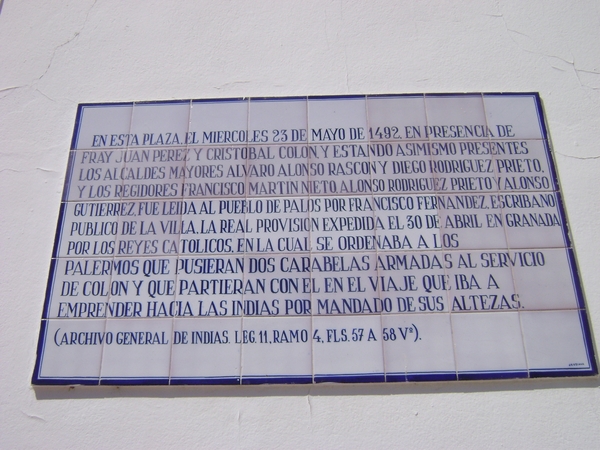 EN ESTA PLAZA, EL MIERCOLES 23 DE MAYO DE 1492, EN PRESENCIA DE
FRAY JUAN PEREZ Y CRISTOBAL COLON, Y ESTANDO ASIMISMO PRESENTES
LOS ALCALDES MAYORES ALVARO ALONSO RASCON Y DIEGO RODRIGUEZ PRIETO,
Y LOS REGIDORES FRANCISCO MARTIN NIETO, ALONSO RODRIGUEZ PRIETO Y ALONSO
GUTIERREZ, FUE LEIDA AL PUEBLO DE PALOS POR FRANCISCO FERNANDEZ, ESCRIBANO
PUBLICO DE LA VILLA, LA REAL PROVISION EXPEDIDA EL 30 DE ABRIL EN GRANADA
POR LOS REYES CATOLICOS, EN LA CUAL SE ORDENABA A LOS
PALERMOS QUE PUSIERAN DOS CARABELAS ARMADAS AL SERVICIO
DE COLON Y QUE PARTIERAN CON EL EN EL VIAJE QUE IBA A
EMPRENDER HACIA LAS INDIAS POR MANDADO DE SUS ALTEZAS.
(ARCHIVO GENERAL DE INDIAS. LEG. 11, RAMO 4, FLS. 57 A 58 Vº).